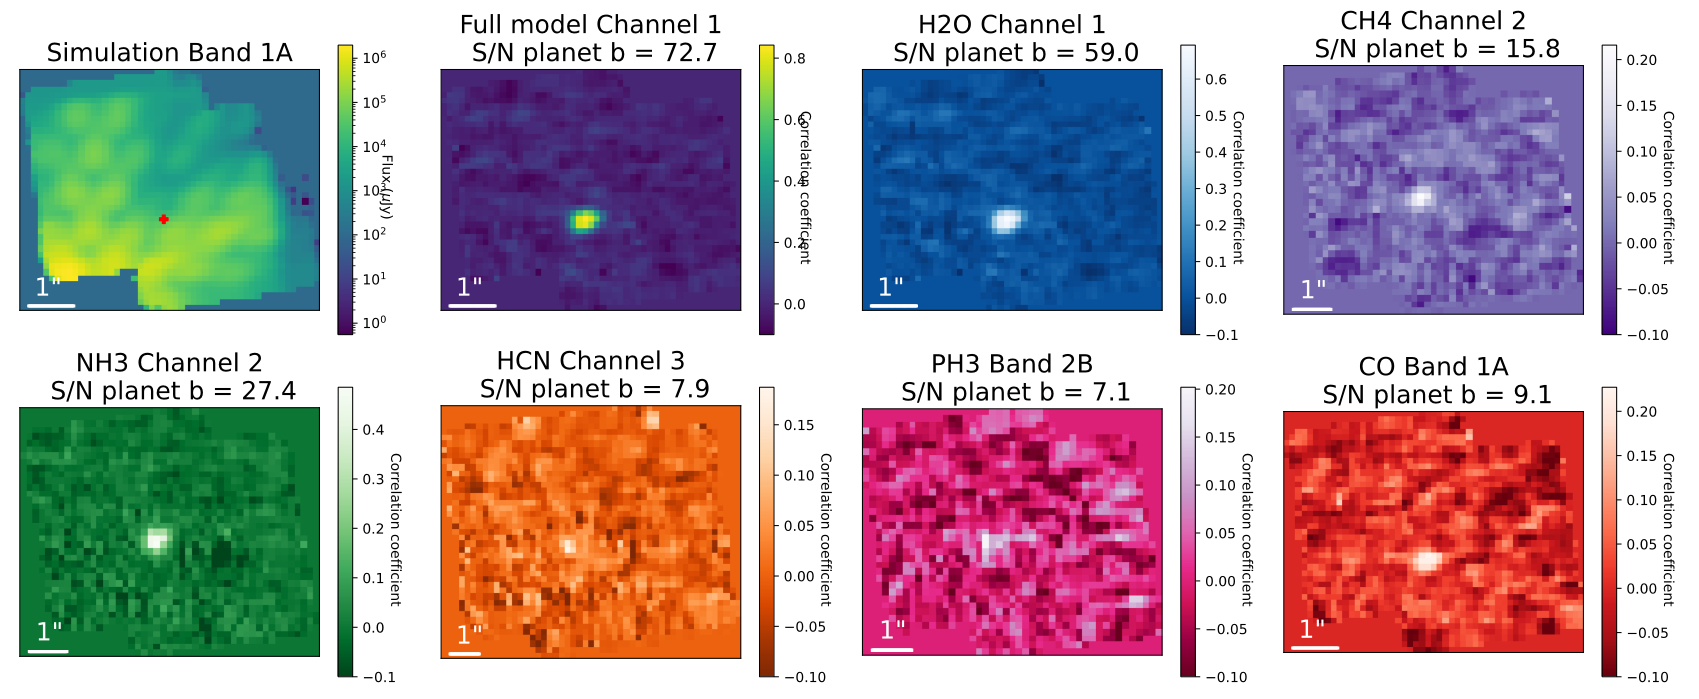 Simulation Band 1A
10⁶
10⁵
10⁴
10³
10²
10¹
10⁰
Flux (μJy)
1"
Full model Channel 1
S/N planet b = 72.7
0.8
0.6
0.4
0.2
0.0
Correlation coefficient
1"
H2O Channel 1
S/N planet b = 59.0
0.6
0.5
0.4
0.3
0.2
0.1
0.0
−0.1
Correlation coefficient
1"
CH4 Channel 2
S/N planet b = 15.8
0.20
0.15
0.10
0.05
0.00
−0.05
−0.10
Correlation coefficient
1"
NH3 Channel 2
S/N planet b = 27.4
0.4
0.3
0.2
0.1
0.0
−0.1
Correlation coefficient
1"
HCN Channel 3
S/N planet b = 7.9
0.15
0.10
0.05
0.00
−0.05
−0.10
Correlation coefficient
1"
PH3 Band 2B
S/N planet b = 7.1
0.20
0.15
0.10
0.05
0.00
−0.05
−0.10
Correlation coefficient
1"
CO Band 1A
S/N planet b = 9.1
0.20
0.15
0.10
0.05
0.00
−0.05
−0.10
Correlation coefficient
1"